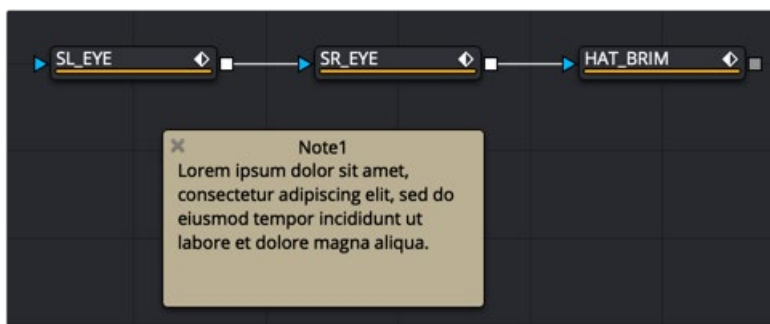 SL_EYE
SR_EYE
HAT_BRIM
Note1
Lorem ipsum dolor sit amet,
consectetur adipiscing elit, sed do
eiusmod tempor incididunt ut
labore et dolore magna aliqua.